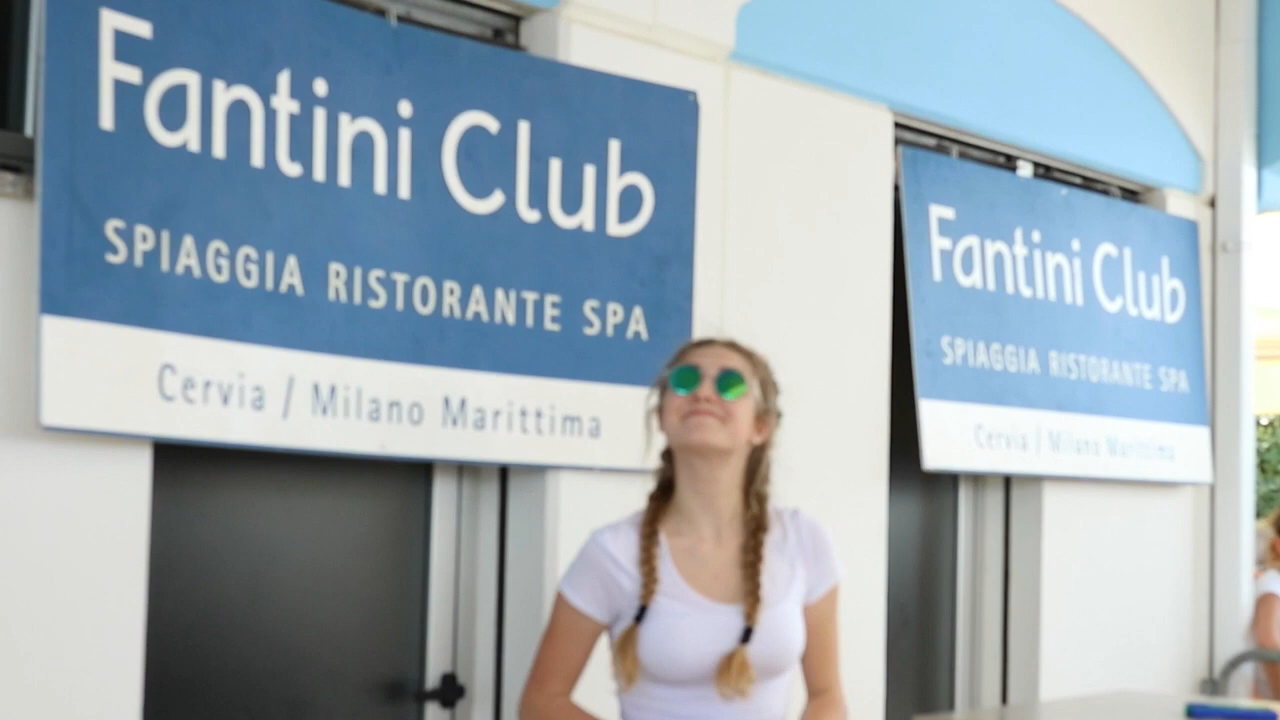 Fantini Club
SPIAGGIA RISTORANTE SPA
Cervia / Milano Marittima
Fantini Club
SPIAGGIA RISTORANTE SPA
Cervia / Milano Marittima